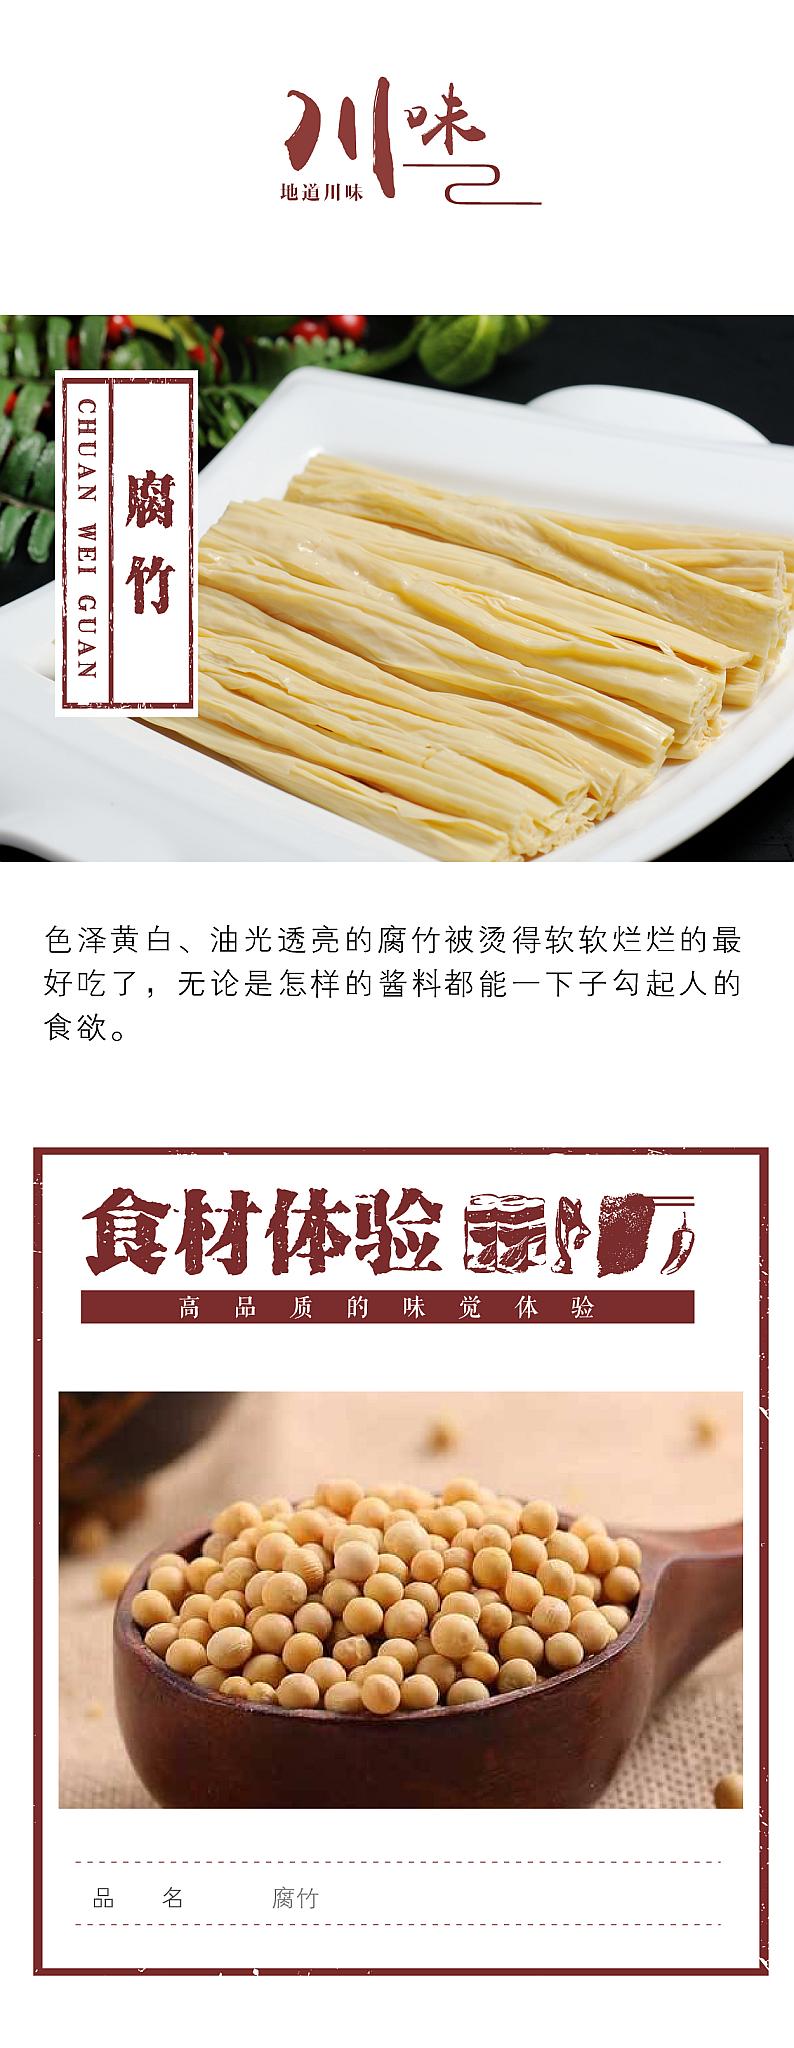 川味
地道川味
CHUAN WEI GUAN
腐竹
色泽黄白、油光透亮的腐竹被烫得软软烂烂的最
好吃了，无论是怎样的酱料都能一下子勾起人的
食欲。
食材体验
高品质的味觉体验
品名 腐竹